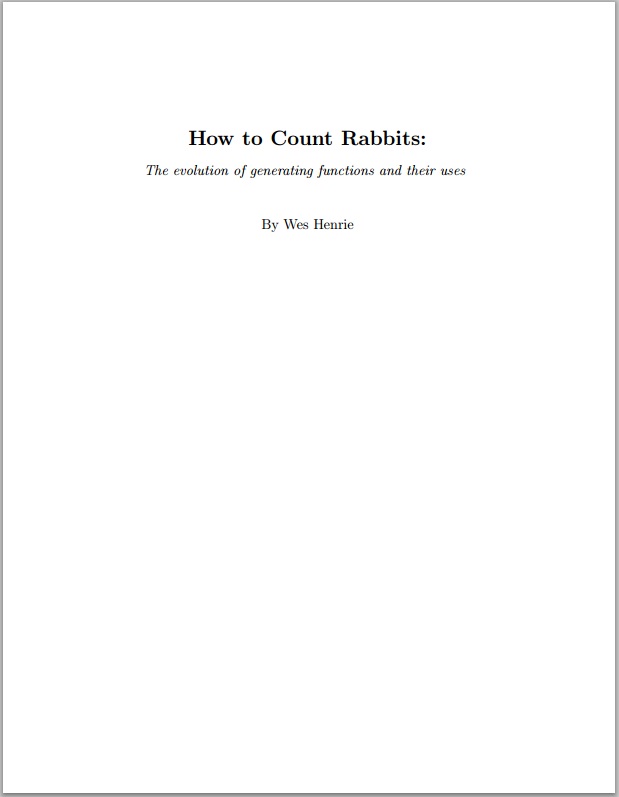 How to Count Rabbits:
The evolution of generating functions and their uses
By Wes Henrie